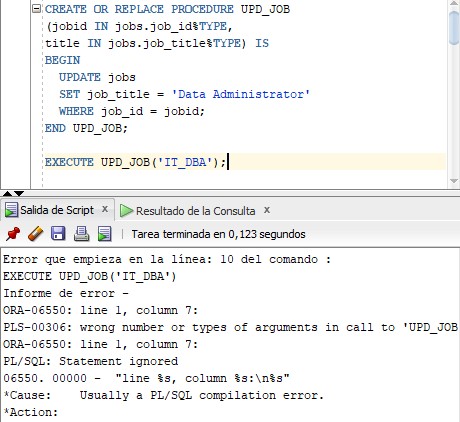 CREATE OR REPLACE PROCEDURE UPD_JOB
(jobid IN jobs.job_id%TYPE,
title IN jobs.job_title%TYPE) IS
BEGIN
UPDATE jobs
SET job_title = 'Data Administrator'
WHERE job_id = jobid;
END UPD_JOB;
EXECUTE UPD_JOB('IT_DBA');
Salida de Script x Resultado de la Consulta x
Tarea terminada en 0,123 segundos
Error que empieza en la línea: 10 del comando :
EXECUTE UPD_JOB('IT_DBA')
Informe de error -
ORA-06550: line 1, column 7:
PLS-00306: wrong number or types of arguments in call to 'UPD_JOB
ORA-06550: line 1, column 7:
PL/SQL: Statement ignored
06550. 00000 - "line %s, column %s:\n%s"
*Cause: Usually a PL/SQL compilation error.
*Action: